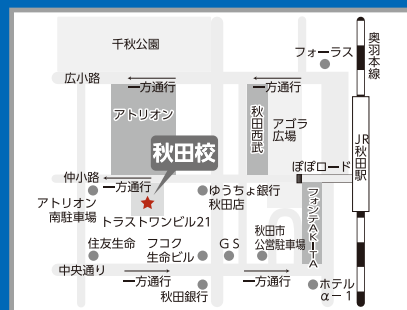 千秋公園
フォーラス
奥羽本線
広小路
一方通行
一方通行
アトリオン
秋田西武
アゴラ
広場
JR秋田駅
秋田校
ぽぽロード
仲小路
一方通行
アトリオン
南駐車場
トラストワンビル21
ゆうちょ銀行
秋田店
フォンテAKITA
秋田市
公営駐車場
住友生命
フコク
生命ビル
GS
中央通り
一方通行
一方通行
秋田銀行
ホテル
α－1